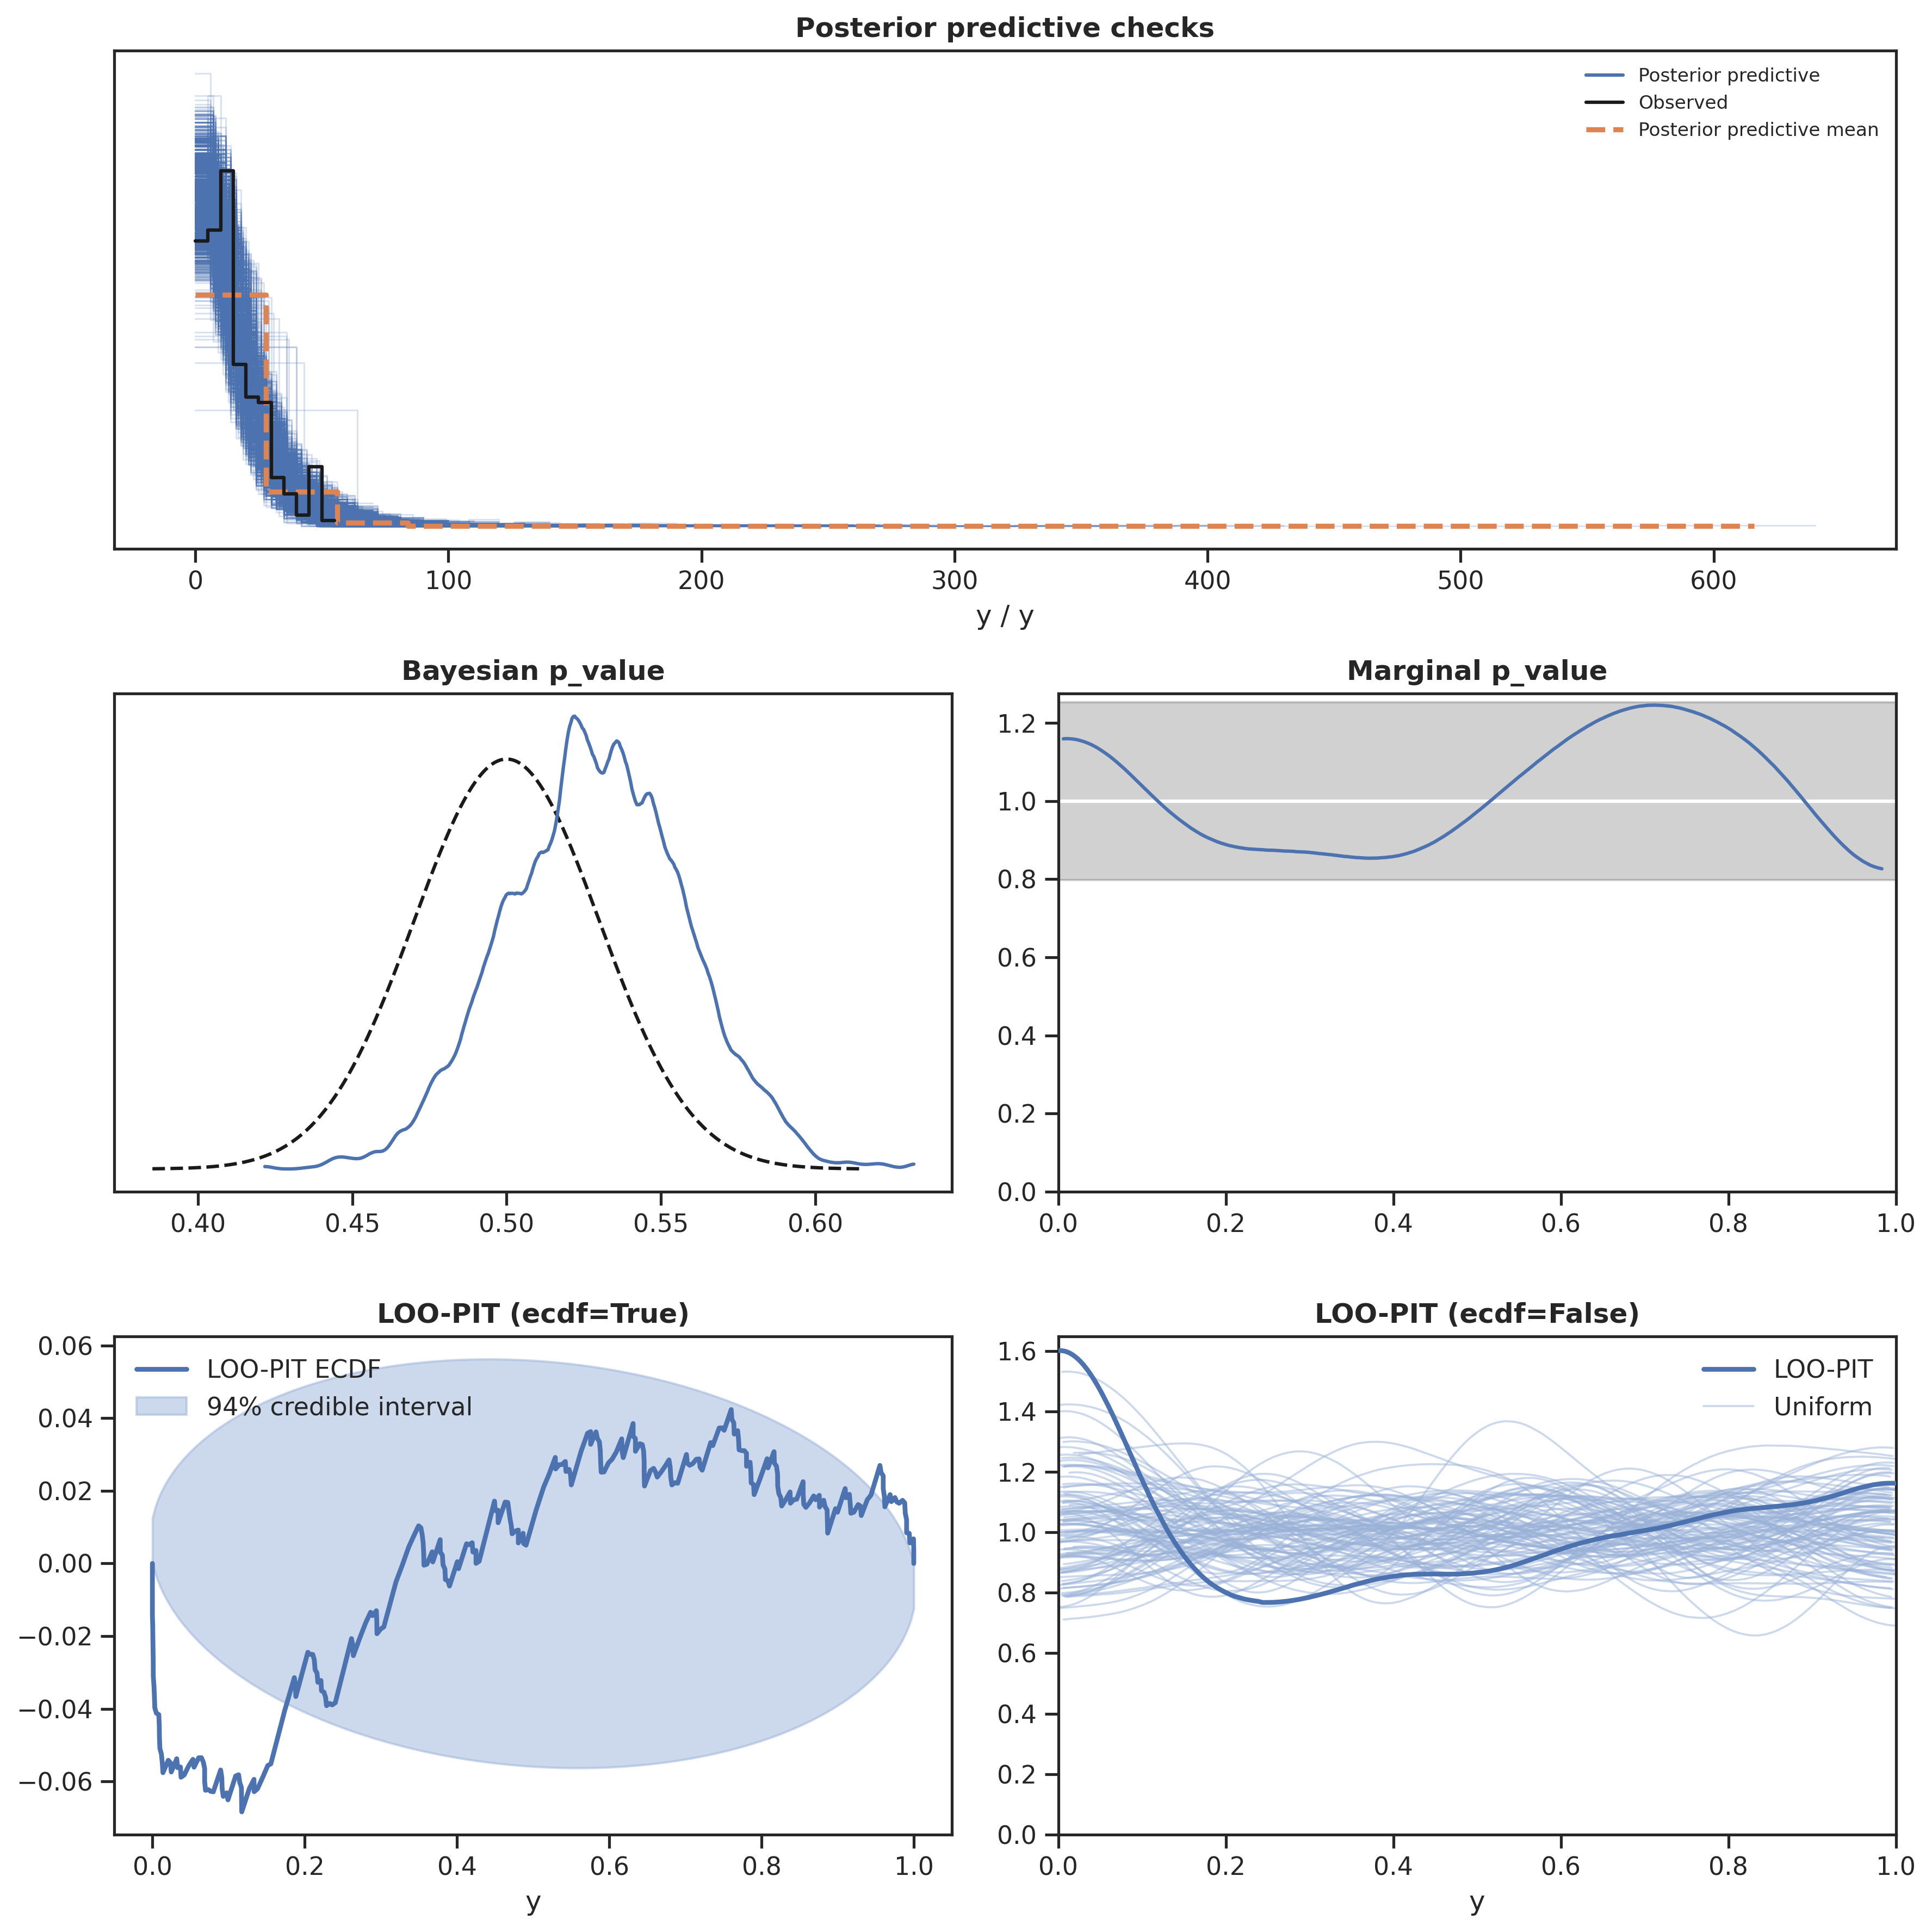 Posterior predictive checks
Posterior predictive
Observed
Posterior predictive mean
0 100 200 300 400 500 600
y / y
Bayesian p_value
0.40 0.45 0.50 0.55 0.60
Marginal p_value
1.2
1.0
0.8
0.6
0.4
0.2
0.0
0.0 0.2 0.4 0.6 0.8 1.0
LOO-PIT (ecdf=True)
LOO-PIT ECDF
94% credible interval
0.06
0.04
0.02
0.00
−0.02
−0.04
−0.06
0.0 0.2 0.4 0.6 0.8 1.0
y
LOO-PIT (ecdf=False)
LOO-PIT
Uniform
1.6
1.4
1.2
1.0
0.8
0.6
0.4
0.2
0.0
0.0 0.2 0.4 0.6 0.8 1.0
y